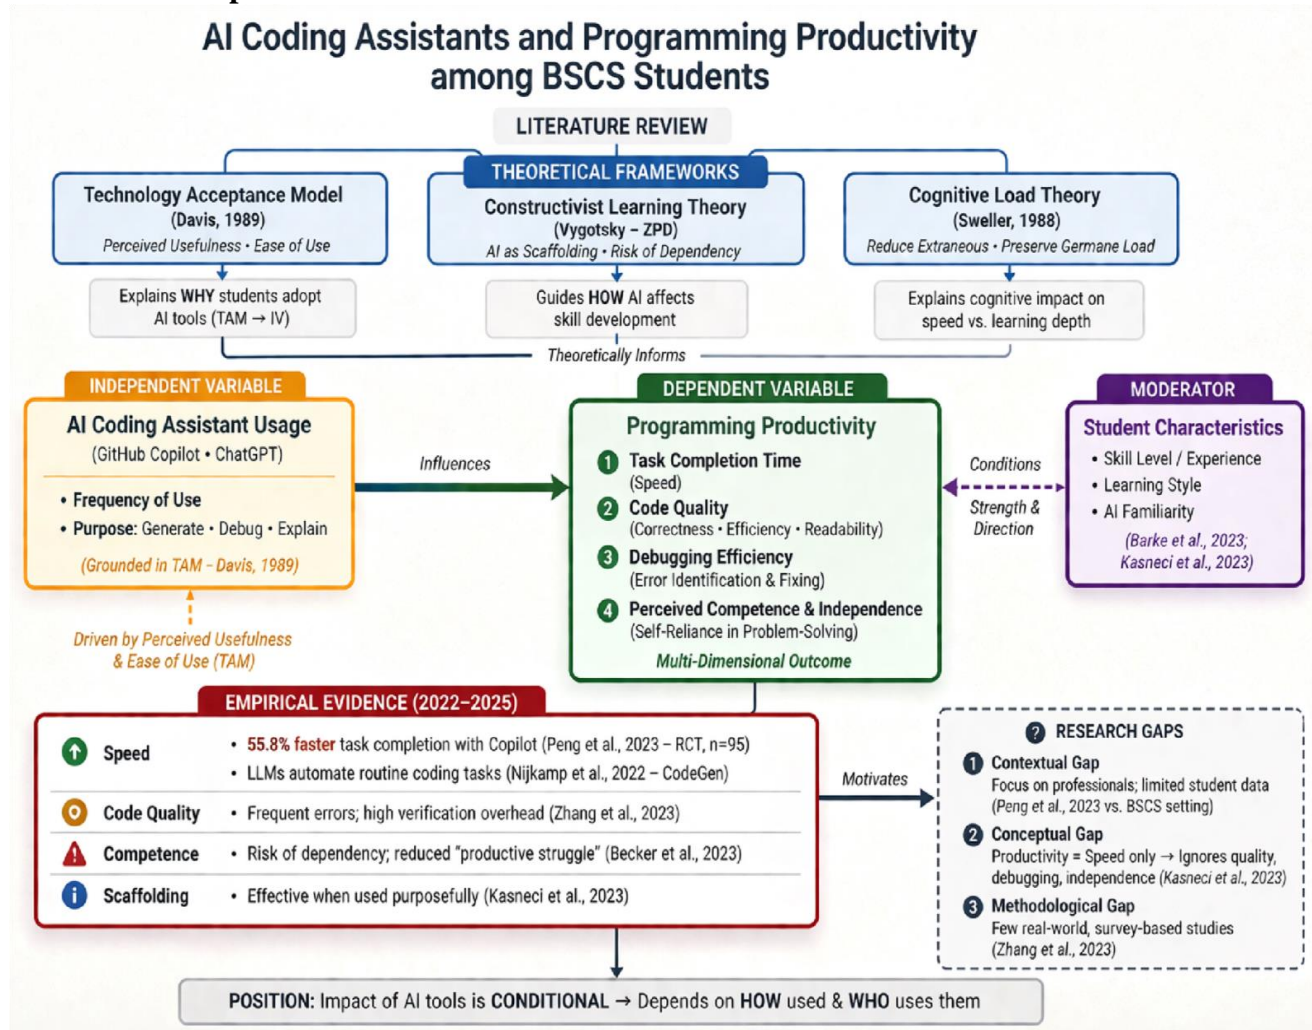 AI Coding Assistants and Programming Productivity
among BSCS Students
LITERATURE REVIEW
THEORETICAL FRAMEWORKS
Technology Acceptance Model
(Davis, 1989)
Perceived Usefulness • Ease of Use
Constructivist Learning Theory
(Vygotsky – ZPD)
AI as Scaffolding • Risk of Dependency
Cognitive Load Theory
(Sweller, 1988)
Reduce Extraneous • Preserve Germane Load
Explains WHY students adopt
AI tools (TAM → IV)
Guides HOW AI affects
skill development
Explains cognitive impact on
speed vs. learning depth
Theoretically Informs
INDEPENDENT VARIABLE
AI Coding Assistant Usage
(GitHub Copilot • ChatGPT)
• Frequency of Use
• Purpose: Generate • Debug • Explain
(Grounded in TAM – Davis, 1989)
Driven by Perceived Usefulness
& Ease of Use (TAM)
Influences
DEPENDENT VARIABLE
Programming Productivity
1 Task Completion Time
(Speed)
2 Code Quality
(Correctness • Efficiency • Readability)
3 Debugging Efficiency
(Error Identification & Fixing)
4 Perceived Competence & Independence
(Self-Reliance in Problem-Solving)
Multi-Dimensional Outcome
Conditions
Strength &
Direction
MODERATOR
Student Characteristics
• Skill Level / Experience
• Learning Style
• AI Familiarity
(Barke et al., 2023;
Kasneci et al., 2023)
EMPIRICAL EVIDENCE (2022–2025)
Speed
• 55.8% faster task completion with Copilot (Peng et al., 2023 – RCT, n=95)
• LLMs automate routine coding tasks (Nijkamp et al., 2022 – CodeGen)
Code Quality • Frequent errors; high verification overhead (Zhang et al., 2023)
Competence • Risk of dependency; reduced "productive struggle" (Becker et al., 2023)
Scaffolding • Effective when used purposefully (Kasneci et al., 2023)
Motivates
? RESEARCH GAPS
1 Contextual Gap
Focus on professionals; limited student data
(Peng et al., 2023 vs. BSCS setting)
2 Conceptual Gap
Productivity = Speed only → Ignores quality,
debugging, independence (Kasneci et al., 2023)
3 Methodological Gap
Few real-world, survey-based studies
(Zhang et al., 2023)
POSITION: Impact of AI tools is CONDITIONAL → Depends on HOW used & WHO uses them